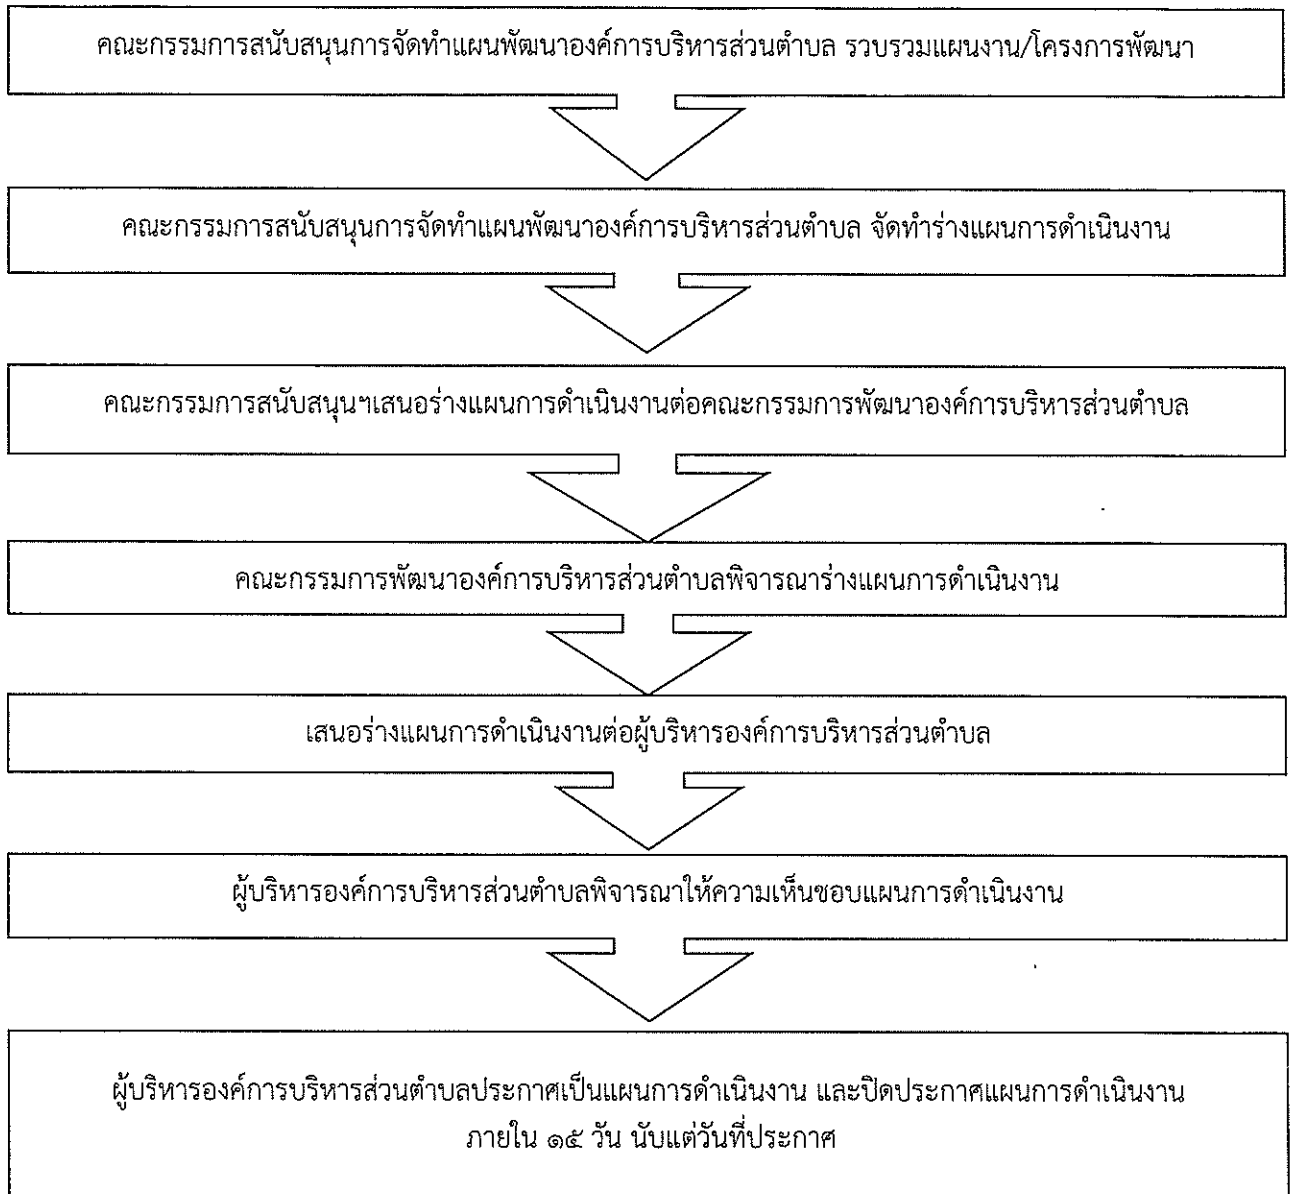 คณะกรรมการสนับสนุนการจัดทำแผนพัฒนาองค์การบริหารส่วนตำบล รวบรวมแผนงาน/โครงการพัฒนา
คณะกรรมการสนับสนุนการจัดทำแผนพัฒนาองค์การบริหารส่วนตำบล จัดทำร่างแผนการดำเนินงาน
คณะกรรมการสนับสนุนฯเสนอร่างแผนการดำเนินงานต่อคณะกรรมการพัฒนาองค์การบริหารส่วนตำบล
คณะกรรมการพัฒนาองค์การบริหารส่วนตำบลพิจารณาร่างแผนการดำเนินงาน
เสนอร่างแผนการดำเนินงานต่อผู้บริหารองค์การบริหารส่วนตำบล
ผู้บริหารองค์การบริหารส่วนตำบลพิจารณาให้ความเห็นชอบแผนการดำเนินงาน
ผู้บริหารองค์การบริหารส่วนตำบลประกาศเป็นแผนการดำเนินงาน และปิดประกาศแผนการดำเนินงาน
ภายใน ๑๕ วัน นับแต่วันที่ประกาศ